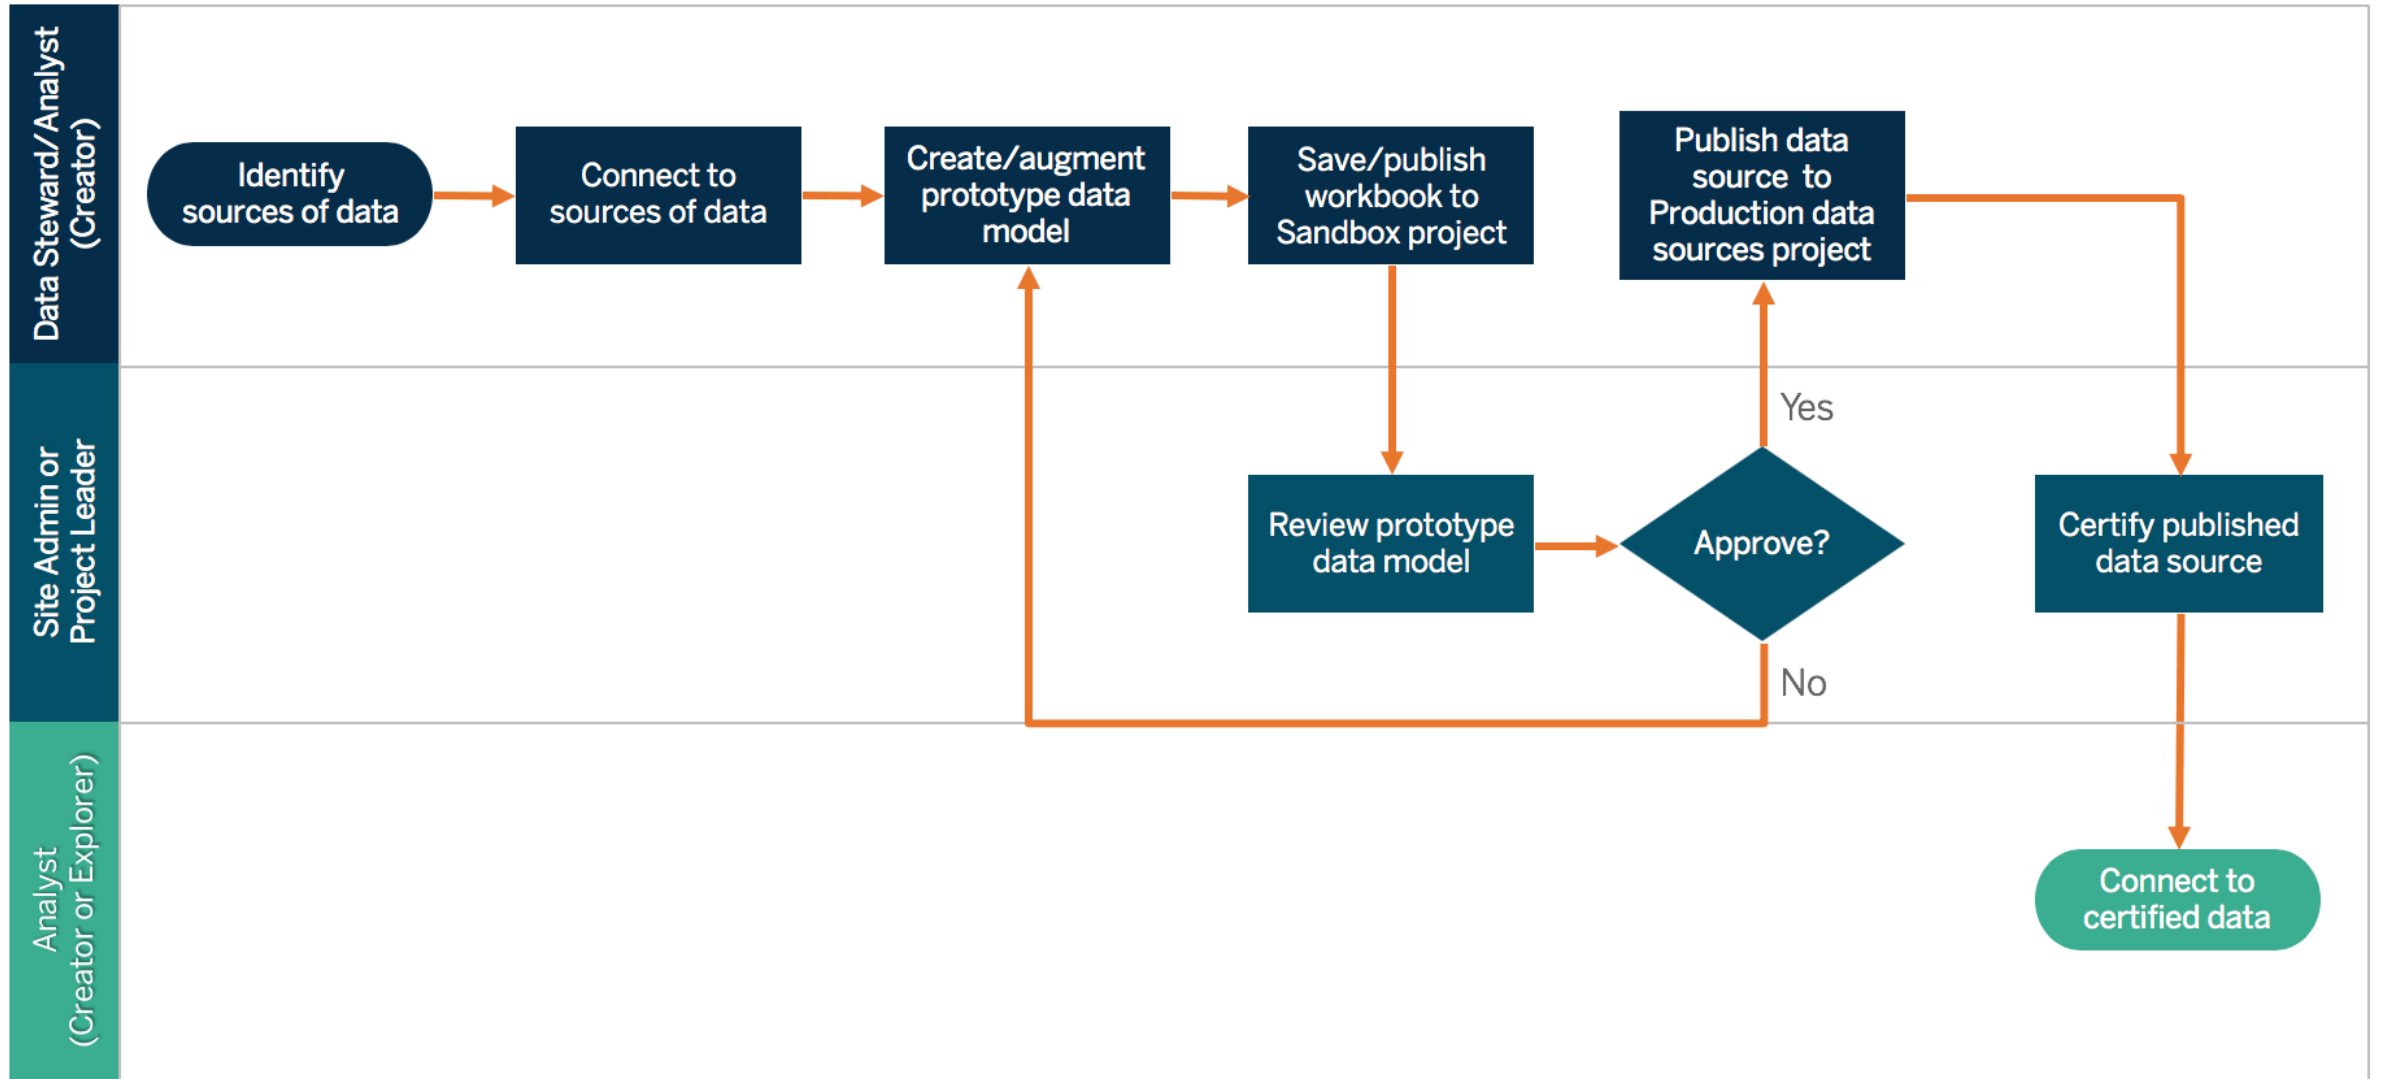 Data Steward/Analyst
(Creator)
Identify
sources of data
Connect to
sources of data
Create/augment
prototype data
model
Save/publish
workbook to
Sandbox project
Publish data
source to
Production data
sources project
Site Admin or
Project Leader
Review prototype
data model
Approve?
Yes
No
Certify published
data source
Analyst
(Creator or Explorer)
Connect to
certified data